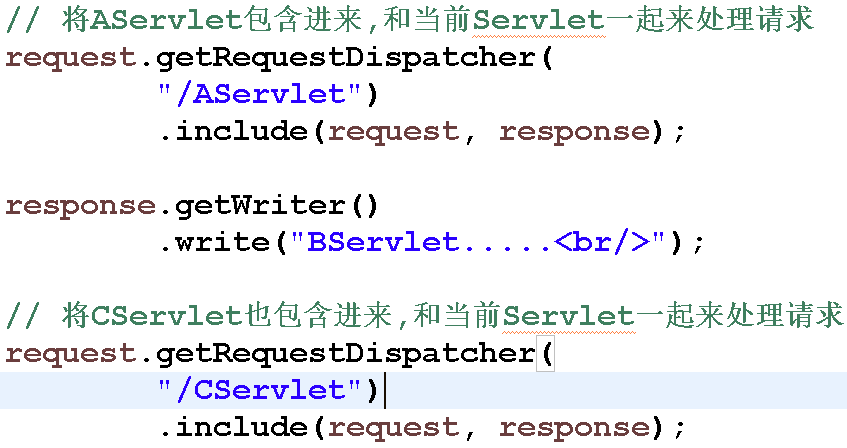 // 将AServlet包含进来,和当前Servlet一起来处理请求
request.getRequestDispatcher(
"/AServlet")
.include(request, response);
response.getWriter()
.write("BServlet.....<br/>");
// 将CServlet也包含进来,和当前Servlet一起来处理请求
request.getRequestDispatcher(
"/CServlet")
.include(request, response);